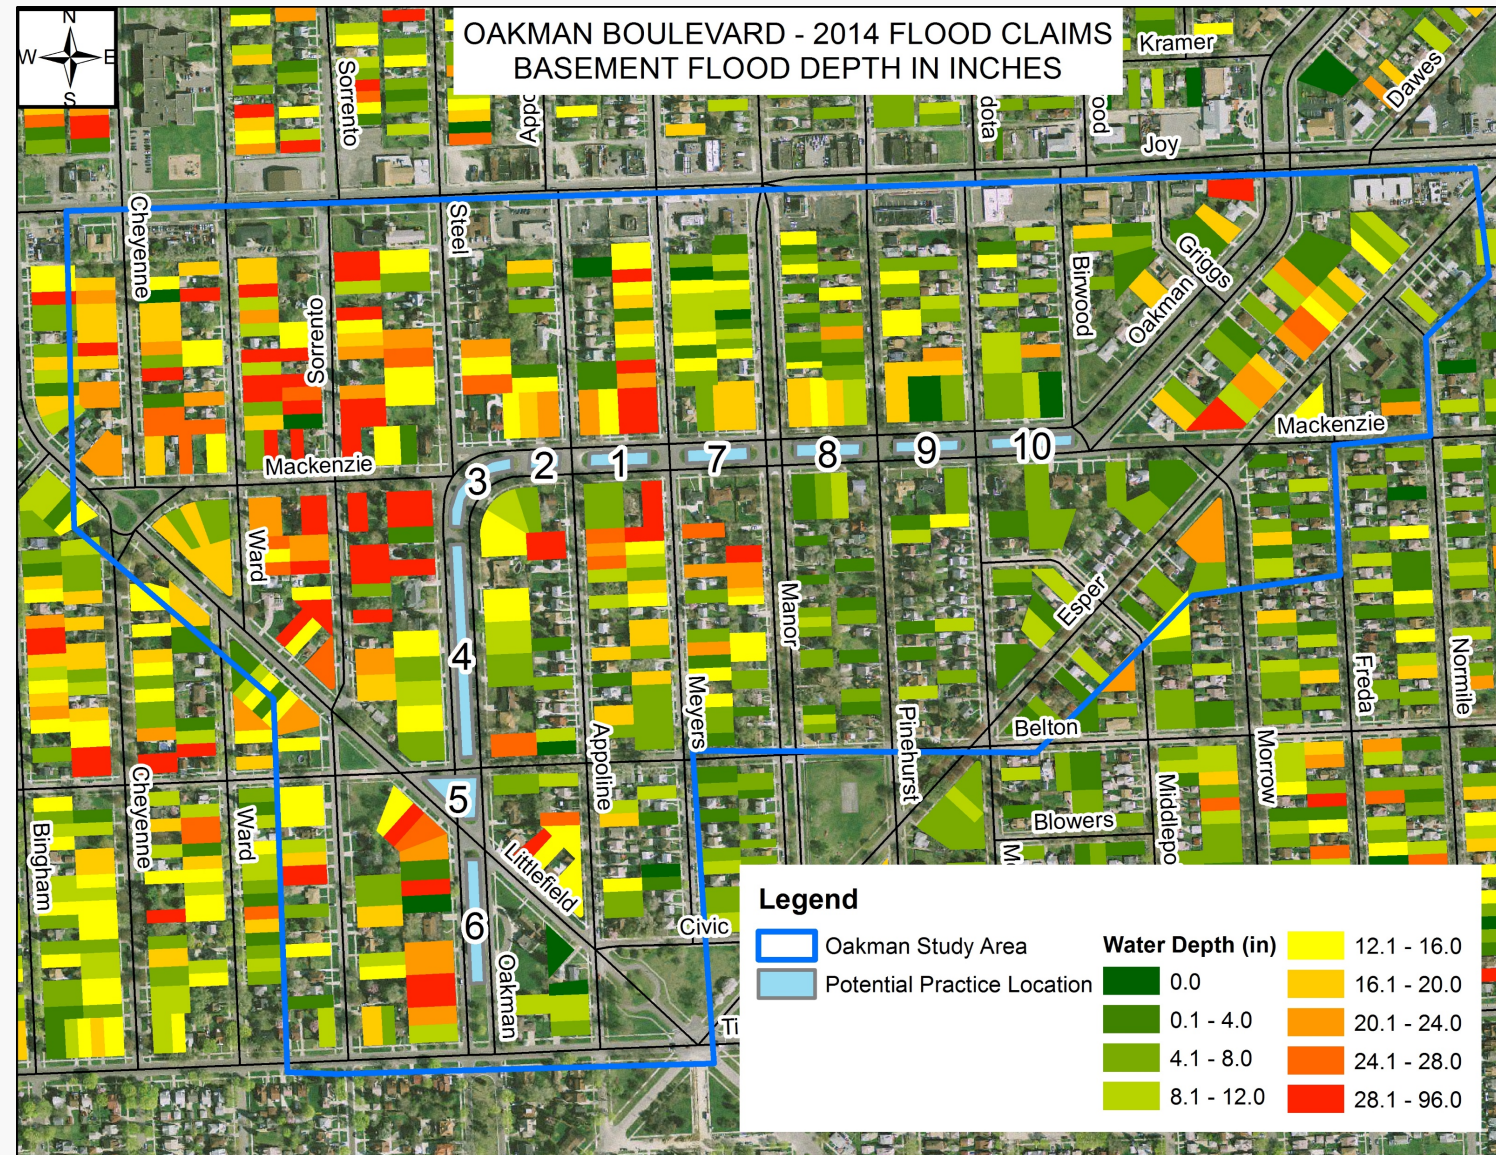 OAKMAN BOULEVARD - 2014 FLOOD CLAIMS
BASEMENT FLOOD DEPTH IN INCHES
N
W
E
S
Kramer
Dawes
Sorrento
Joy
Cheyenne
Steel
Griggs
Binwood
Oakman
Sorrento
Mackenzie
Mackenzie
1
2
3
7
8
9
10
Ward
Esper
Manor
4
Freda
Normile
Meyers
Pinehurst
Belton
Appoline
Morrow
Cheyenne
Ward
Bingham
5
Blowers
Middlepo
Littlefield
6
Civic
Oakman
Ti
Legend
Oakman Study Area
Potential Practice Location
Water Depth (in)
0.0
0.1 - 4.0
4.1 - 8.0
8.1 - 12.0
12.1 - 16.0
16.1 - 20.0
20.1 - 24.0
24.1 - 28.0
28.1 - 96.0